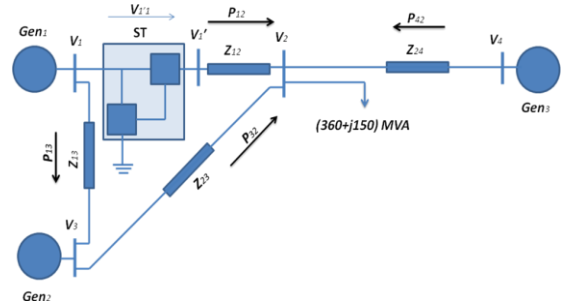 V1'1
P12
P42
Gen1
V1
ST
V1'
Z12
V2
Z24
V4
Gen3
(360+j150) MVA
P13
Z13
P32
Z23
V3
Gen2